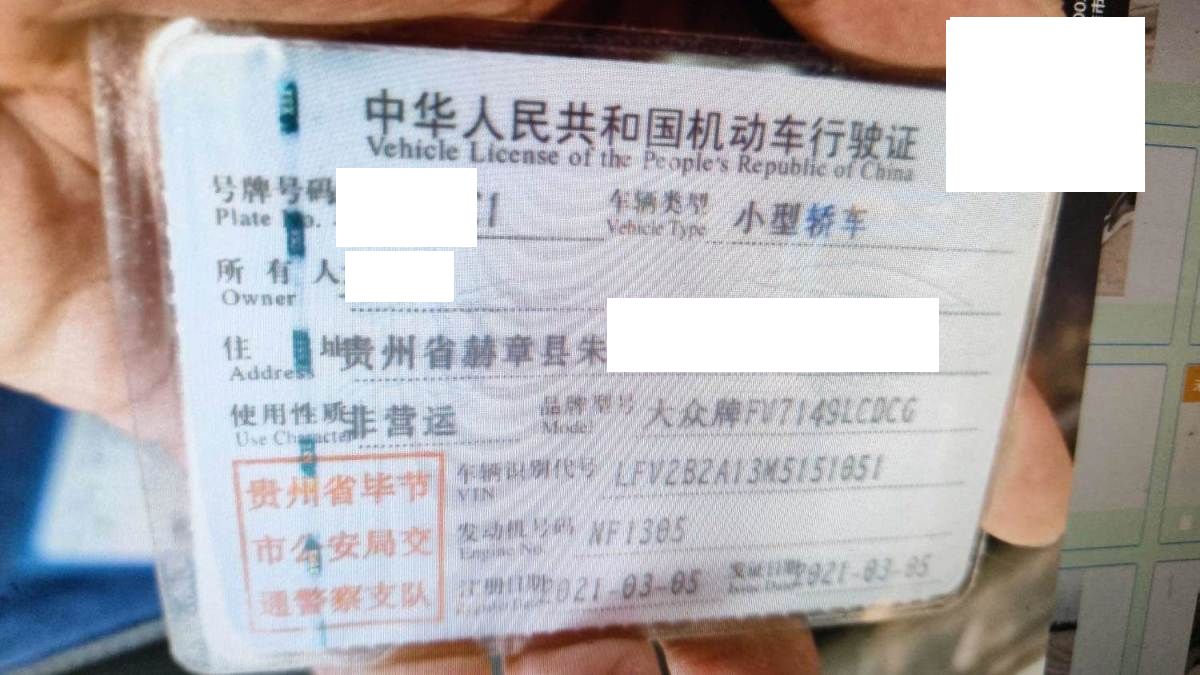 中华人民共和国机动车行驶证
Vehicle License of the People's Republic of China
号牌号码 车辆类型 小型轿车
Plate No. Vehicle Type
所有人
Owner
住址 贵州省赫章县朱
Address
使用性质 非营运 品牌型号 大众牌FV7149LCDCG
Use Character Model
车辆识别代号 LFV2B2A13M5151051
VIN
发动机号码 NF1305
Engine No.
注册日期 2021-03-05 发证日期 2021-03-05
Issue Date
贵州省毕节
市公安局交
通警察支队